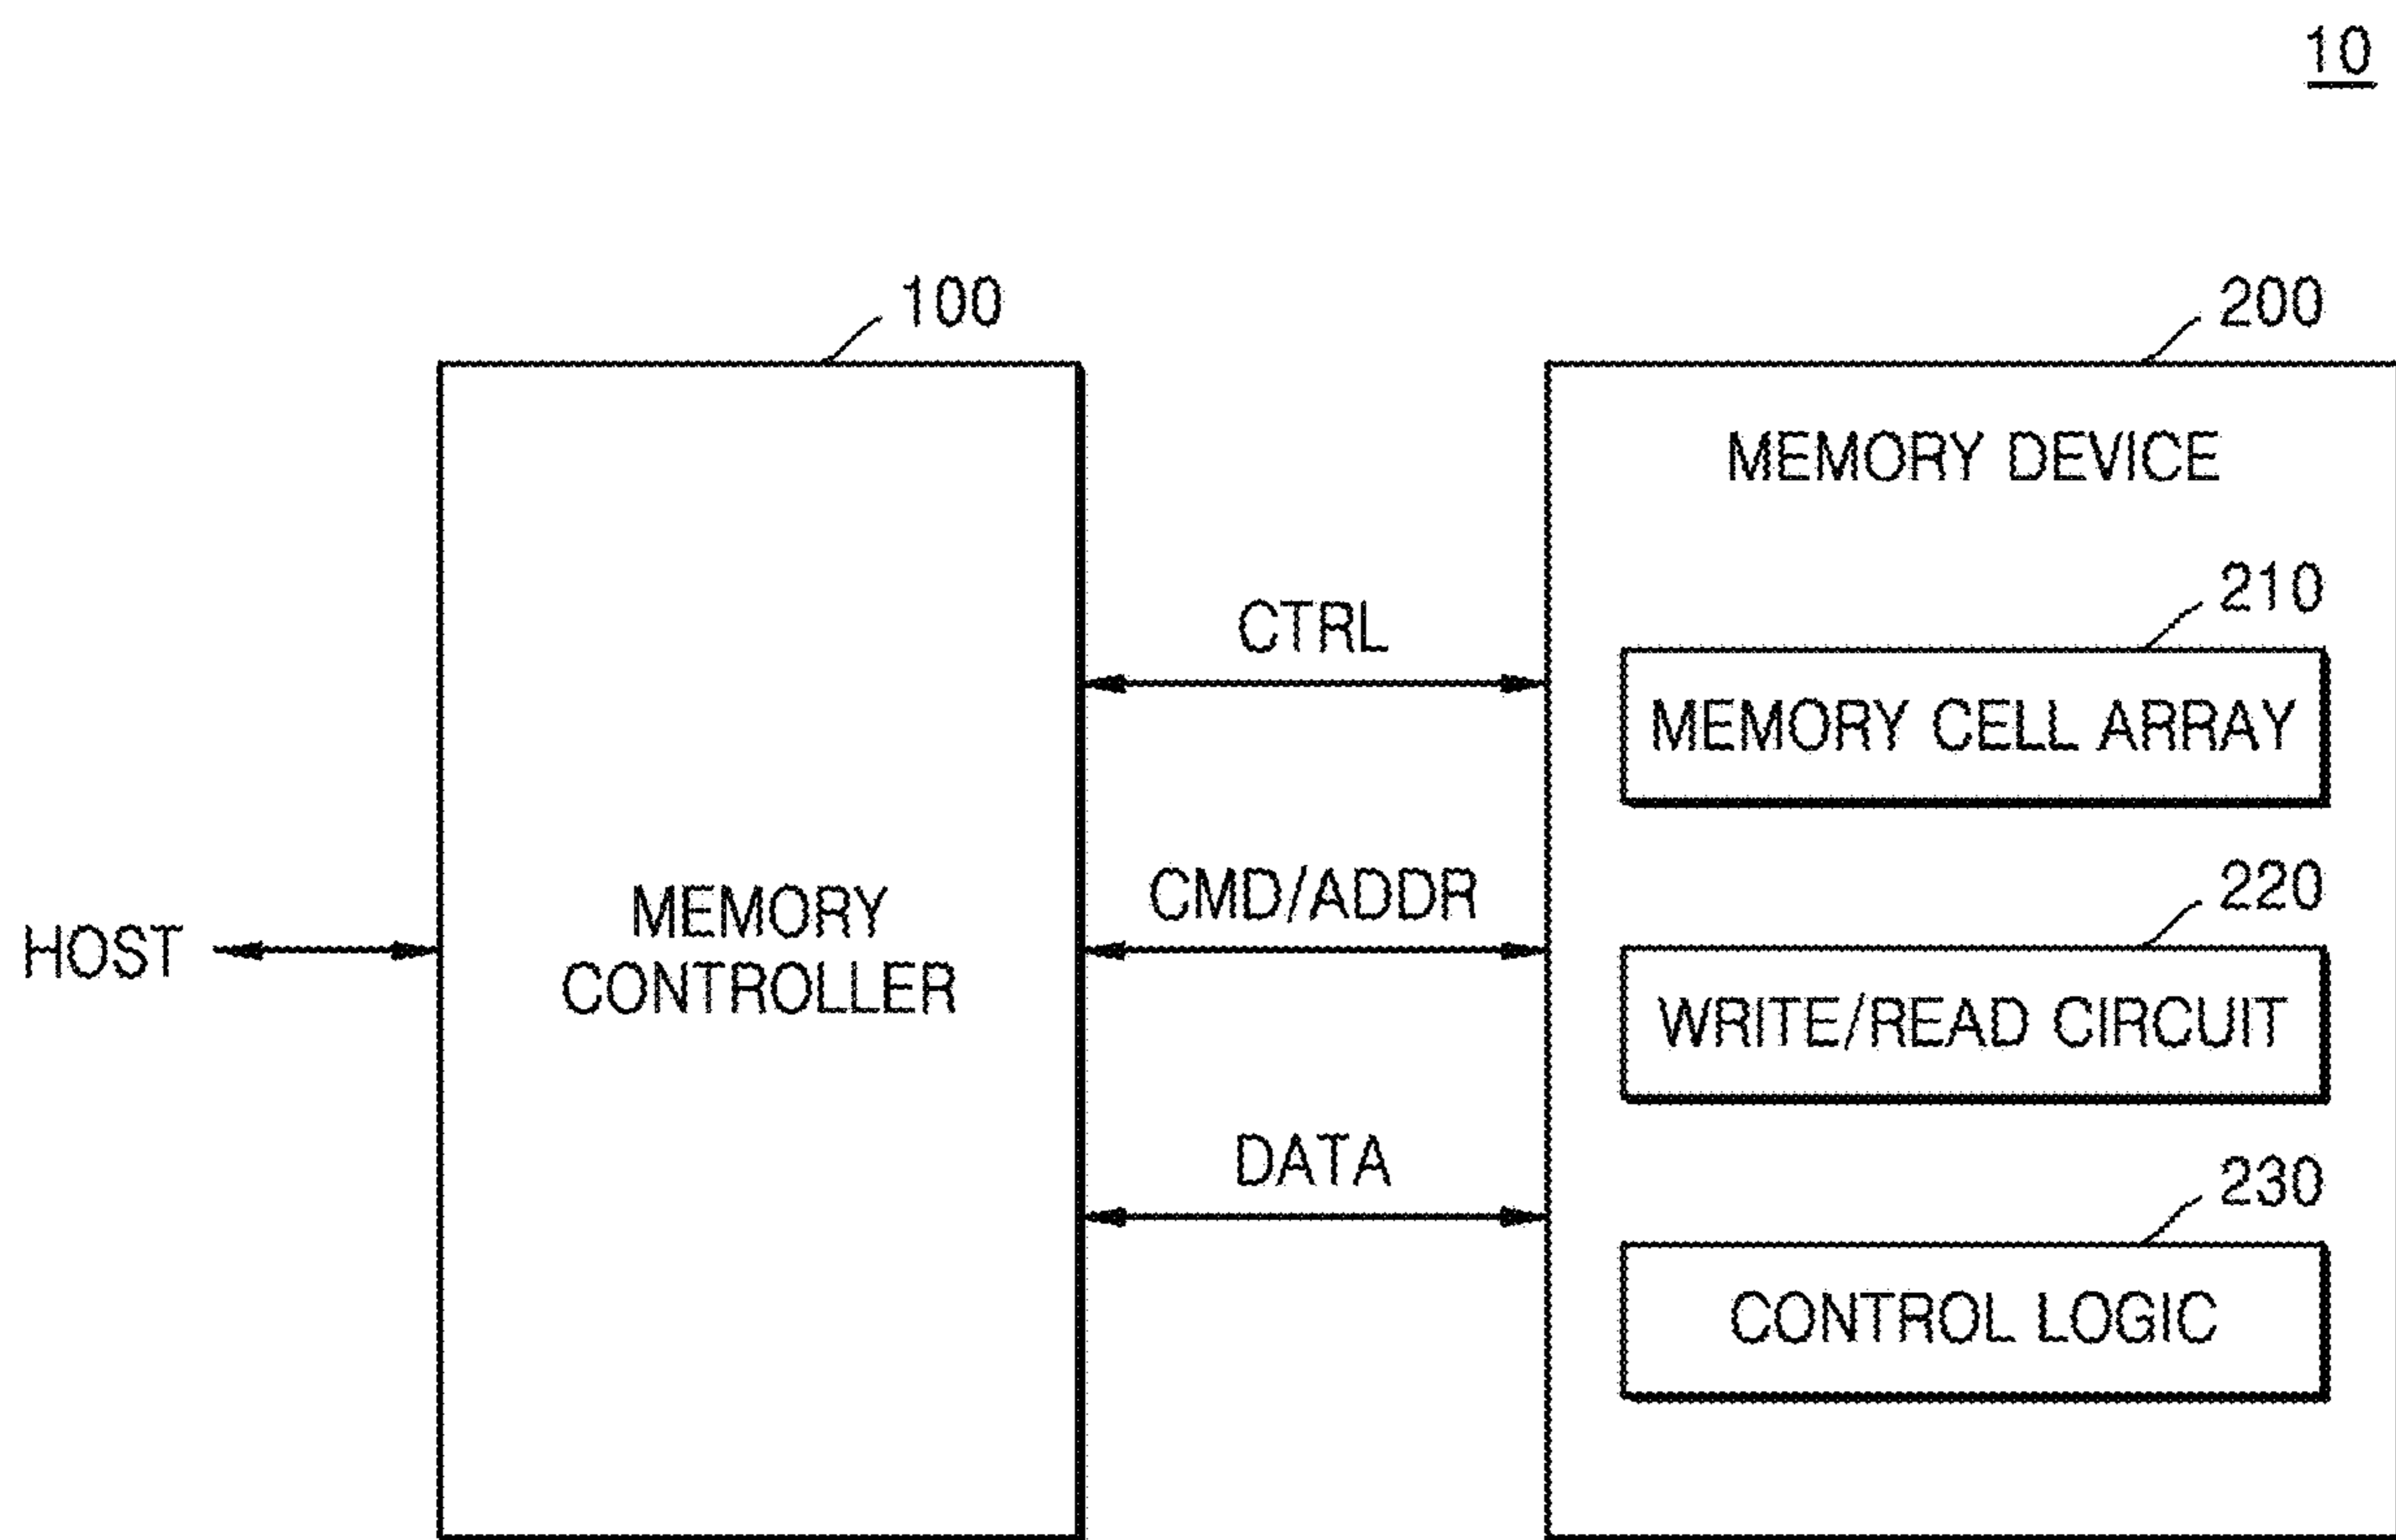 10
100
200
MEMORY DEVICE
210
CTRL
MEMORY CELL ARRAY
220
CMD/ADDR
MEMORY
CONTROLLER
HOST
WRITE/READ CIRCUIT
DATA
230
CONTROL LOGIC